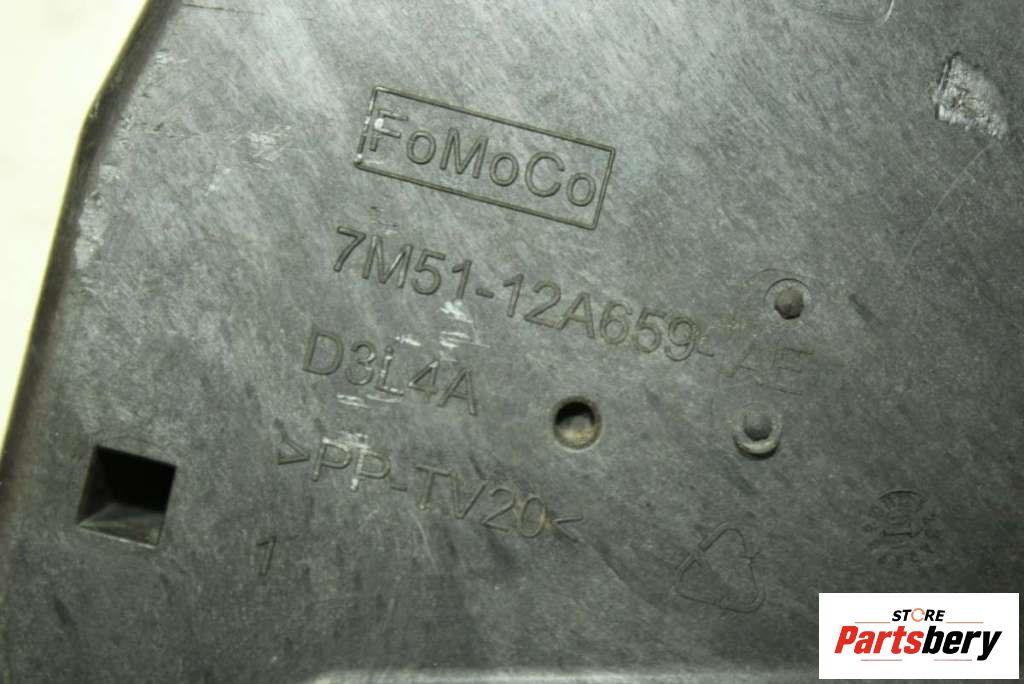 FoMoCo
7M51-12A659-AE
D3L4A
>PP-TV20<
1
STORE
Partsbery